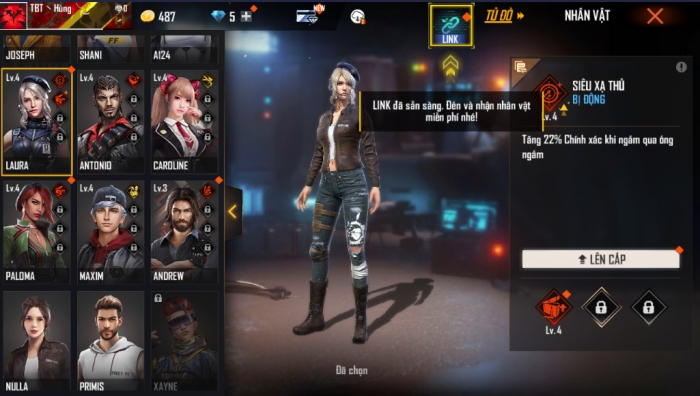 TBT Hùng
487
5
NEW
LINK
TỦ ĐỒ
NHÂN VẬT
JOSEPH
SHANI
A124
Lv.4
Lv.4
Lv.4
LAURA
ANTONIO
CAROLINE
Lv.4
Lv.4
Lv.3
PALOMA
MAXIM
ANDREW
NULLA
PRIMIS
XAYNE
LINK đã sẵn sàng. Đến và nhận nhân vật
miễn phí nhé!
Đã chọn
SIÊU XẠ THỦ
BỊ ĐỘNG
Lv.4
Tăng 22% Chính xác khi ngắm qua ống
ngắm
LÊN CẤP
Lv.4